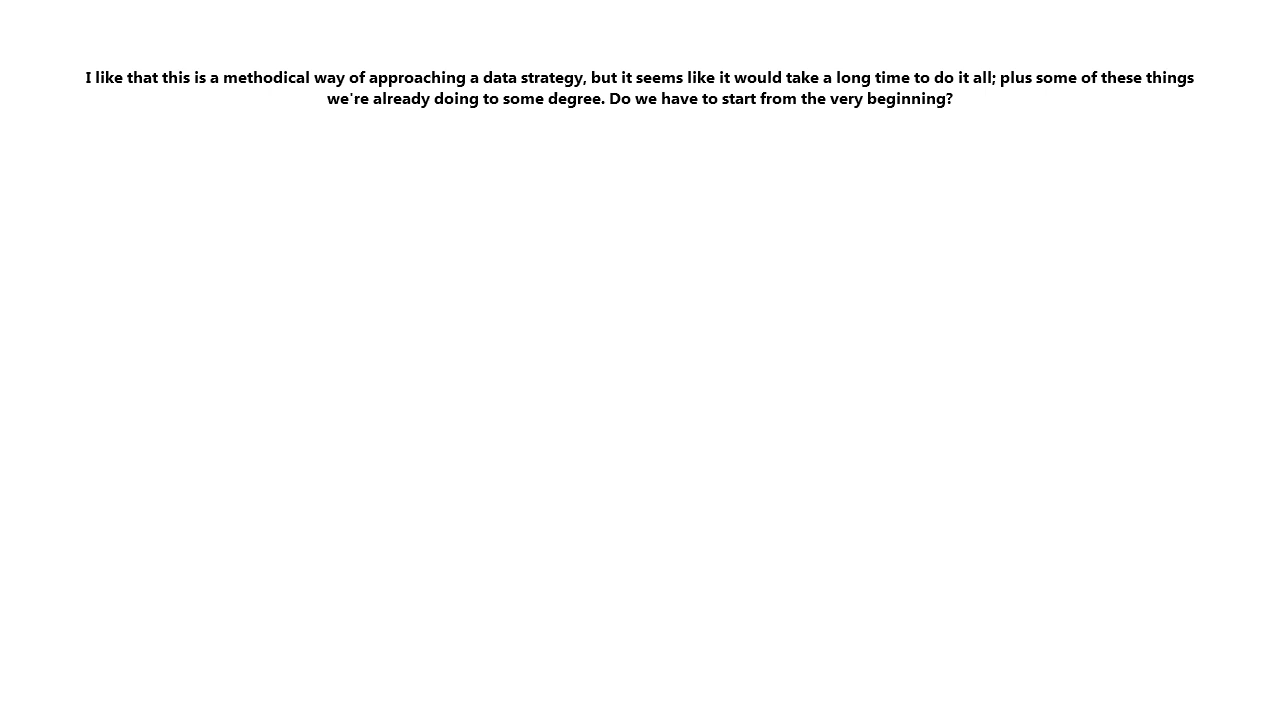 I like that this is a methodical way of approaching a data strategy, but it seems like it would take a long time to do it all; plus some of these things
we're already doing to some degree. Do we have to start from the very beginning?